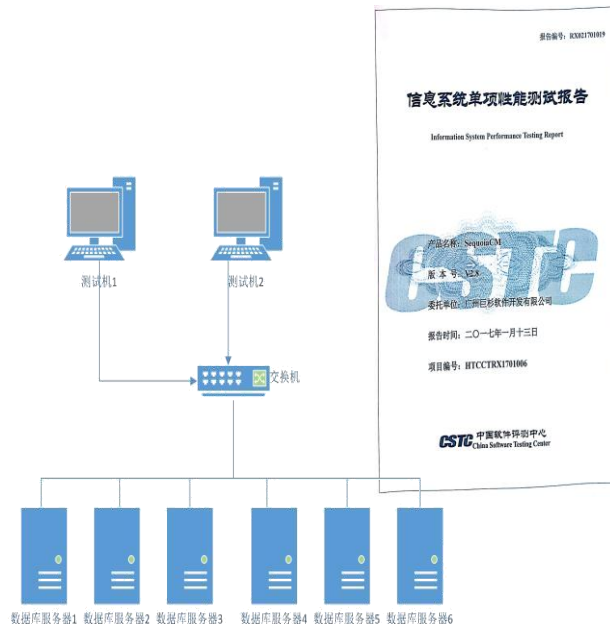 报告编号：RX021701019
信息系统单项性能测试报告
Information System Performance Testing Report
CSTC
产品名称：SequoiaCM
版 本 号：V2.8
委托单位：广州巨杉软件开发有限公司
报告时间：二〇一七年一月十三日
项目编号：HTCCTRX1701006
CSTC 中国软件评测中心
China Software Testing Center
测试机1
测试机2
交换机
数据库服务器1
数据库服务器2
数据库服务器3
数据库服务器4
数据库服务器5
数据库服务器6